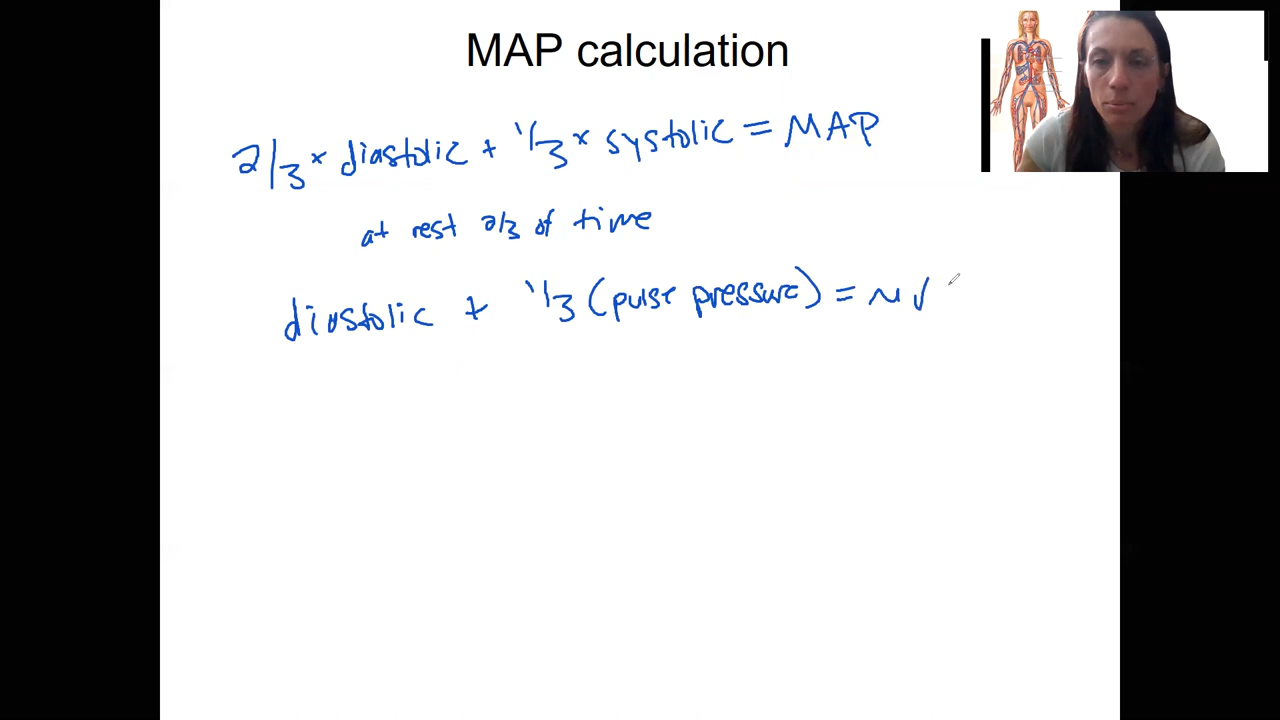 MAP calculation
2/3 x diastolic + 1/3 x systolic = MAP
at rest 2/3 of time
diastolic + 1/3 (pulse pressure) = M